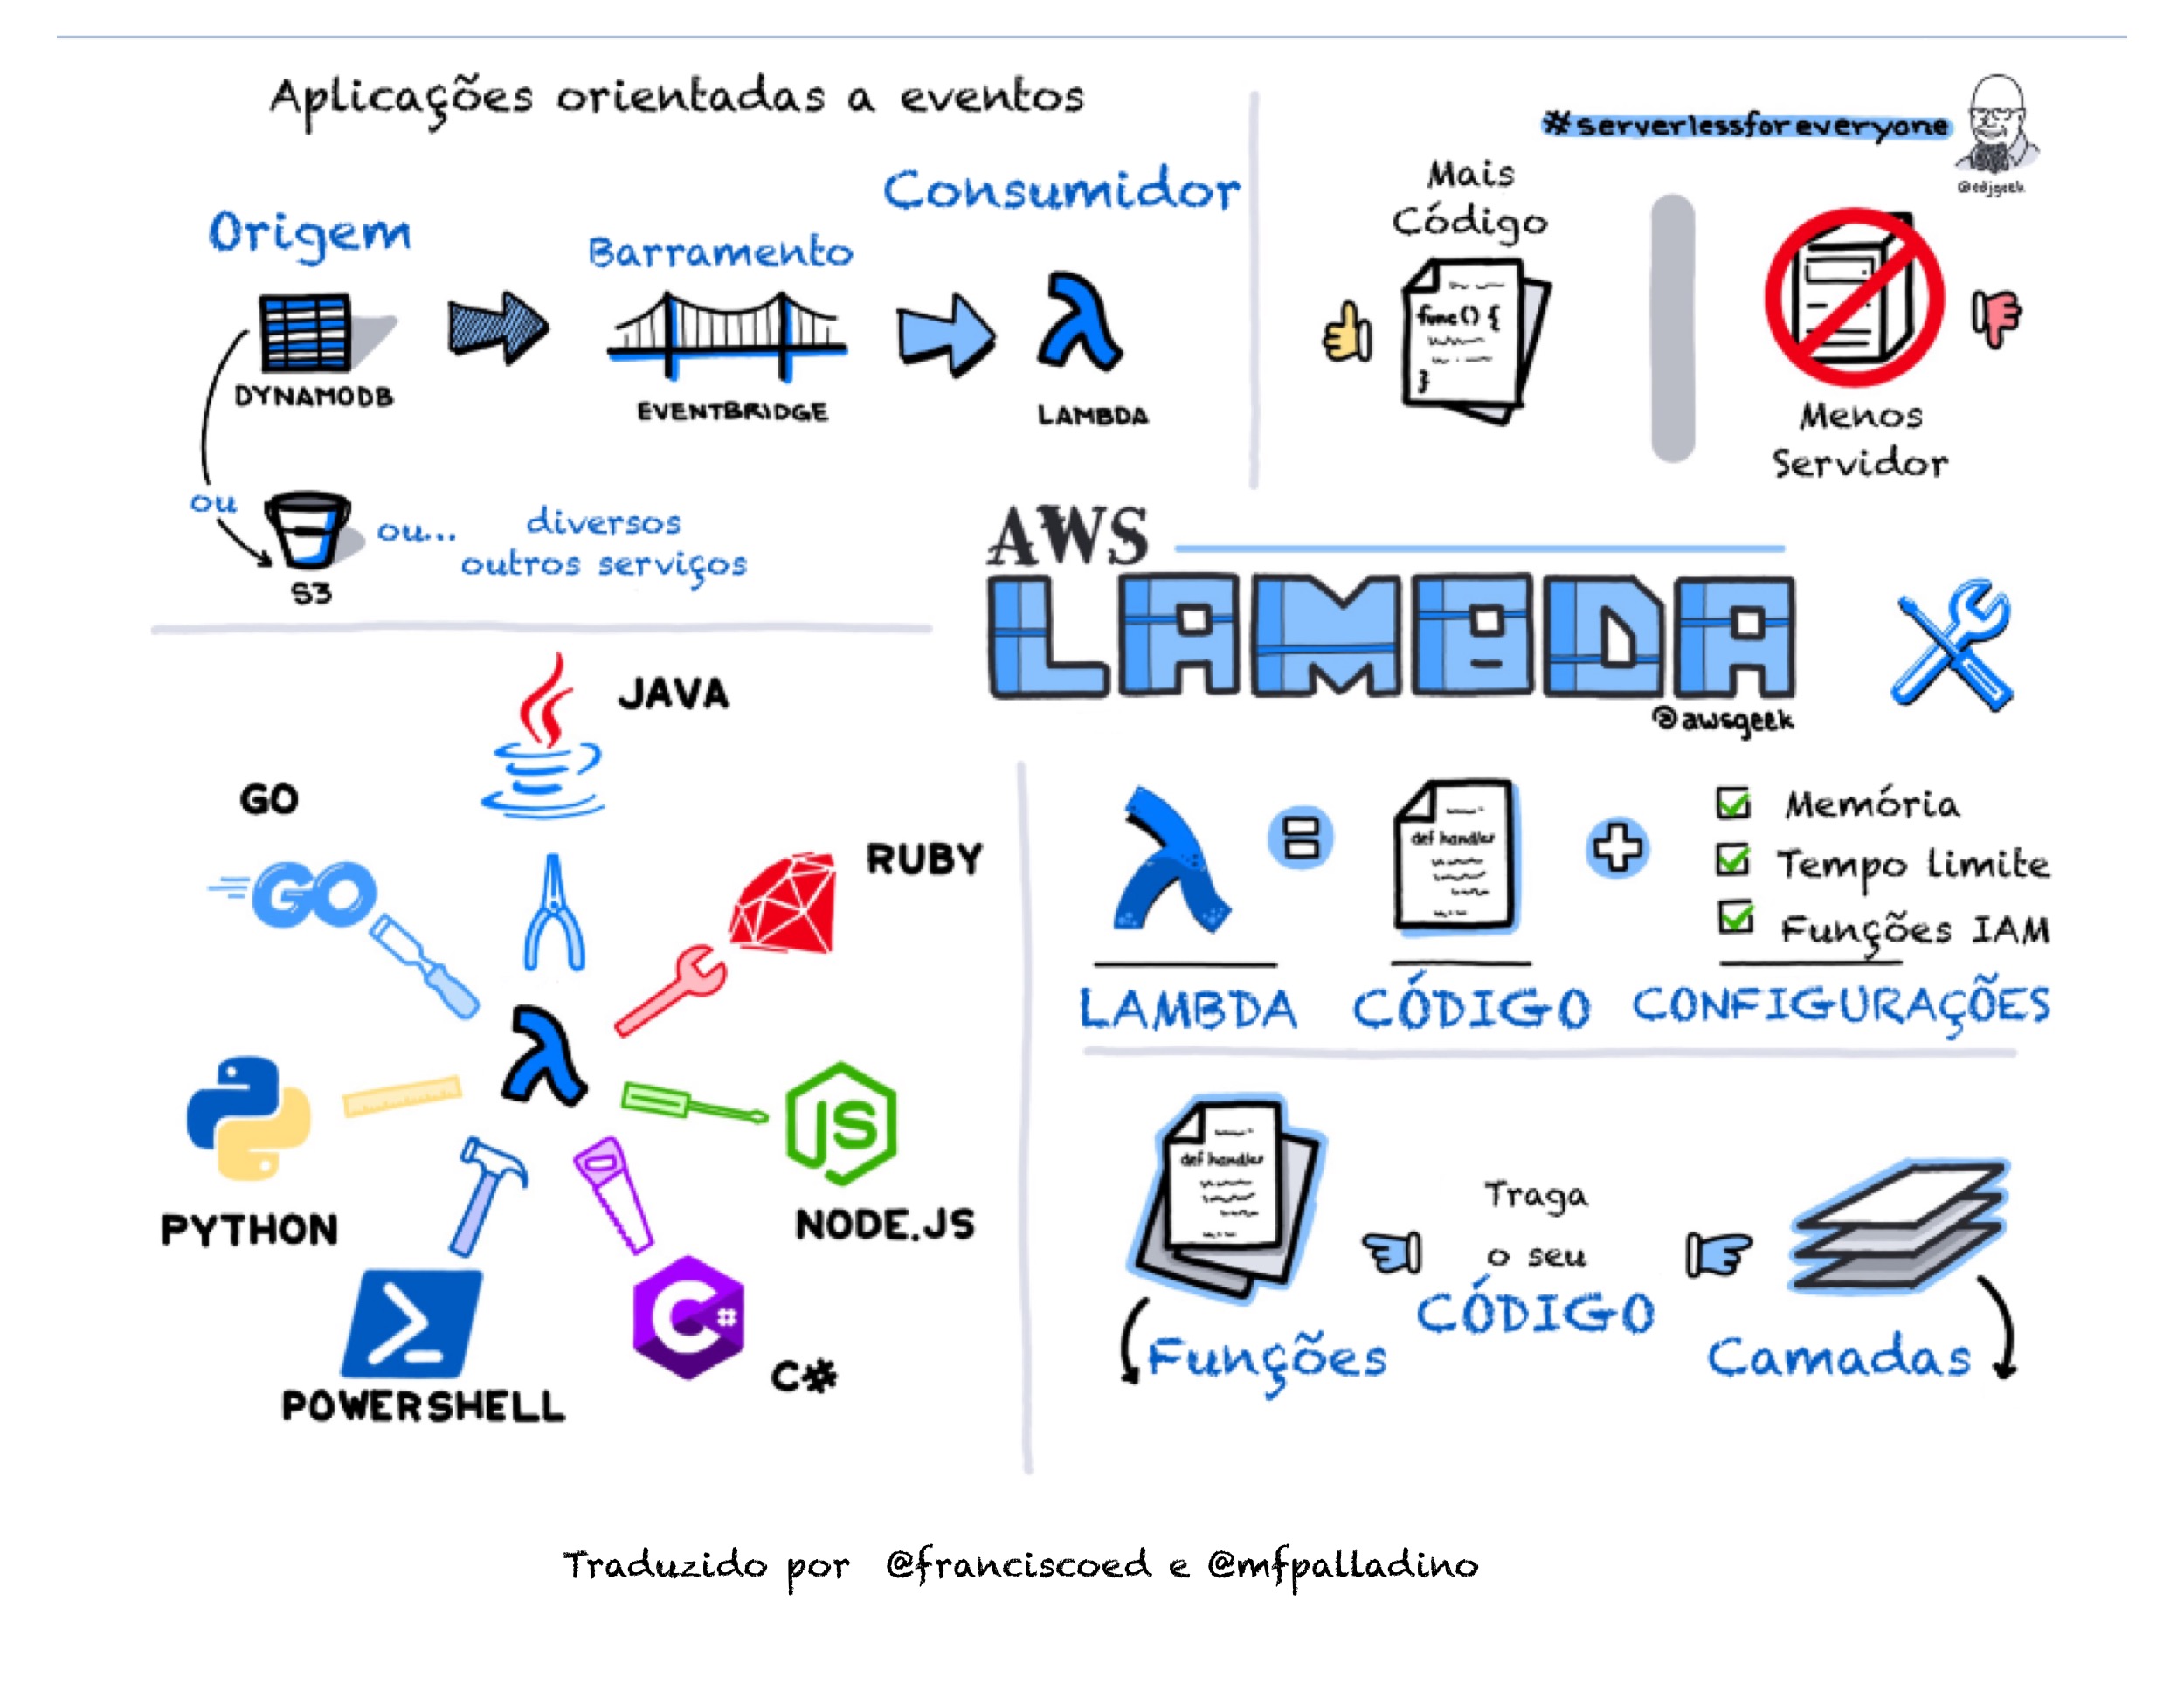 Aplicações orientadas a eventos
Origem
Barramento
Consumidor
DYNAMODB
EVENTBRIDGE
LAMBDA
ou
S3
ou...
diversos
outros serviços
#serverlessforeveryone
@edjgeek
Mais
Código
func() {
}
Menos
Servidor
AWS
LAMBDA
@awsgeek
JAVA
GO
GO
RUBY
PYTHON
JS
NODE.JS
POWERSHELL
C#
C#
def handler
Memória
Tempo limite
Funções IAM
LAMBDA
CÓDIGO
CONFIGURAÇÕES
def handler
Traga
o seu
CÓDIGO
Funções
Camadas
Traduzido por @franciscoed e @mfpalladino